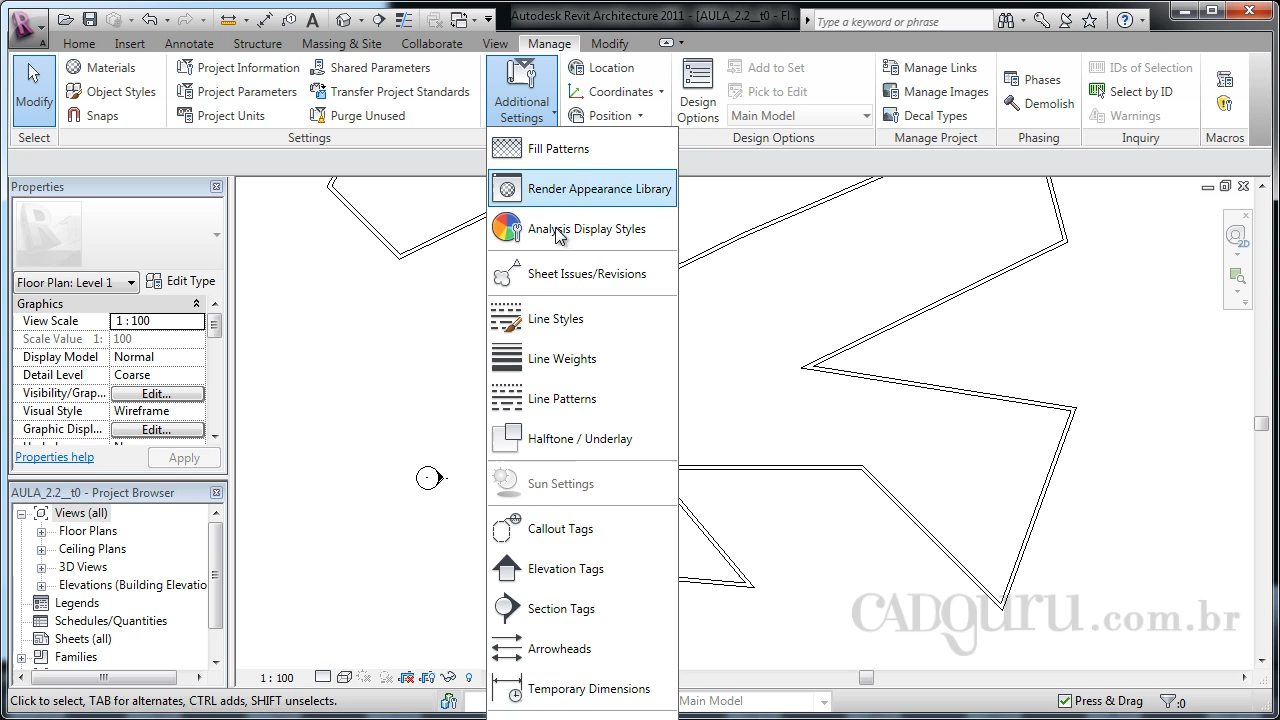 Autodesk Revit Architecture 2011 - [AULA_2.2__t0 - Fl...
Type a keyword or phrase
Home Insert Annotate Structure Massing & Site Collaborate View Manage Modify
Modify
Select
Materials
Object Styles
Snaps
Project Information
Project Parameters
Project Units
Shared Parameters
Transfer Project Standards
Purge Unused
Settings
Additional
Settings
Location
Coordinates
Position
Design
Options
Add to Set
Pick to Edit
Main Model
Design Options
Manage Links
Manage Images
Decal Types
Manage Project
Phases
Demolish
Phasing
IDs of Selection
Select by ID
Warnings
Inquiry
Macros
Fill Patterns
Render Appearance Library
Analysis Display Styles
Sheet Issues/Revisions
Line Styles
Line Weights
Line Patterns
Halftone / Underlay
Sun Settings
Callout Tags
Elevation Tags
Section Tags
Arrowheads
Temporary Dimensions
Properties
Floor Plan: Level 1
Edit Type
Graphics
View Scale 1 : 100
Scale Value 1: 100
Display Model Normal
Detail Level Coarse
Visibility/Grap... Edit...
Visual Style Wireframe
Graphic Displ... Edit...
Properties help
Apply
AULA_2.2__t0 - Project Browser
Views (all)
Floor Plans
Ceiling Plans
3D Views
Elevations (Building Elevatio
Legends
Schedules/Quantities
Sheets (all)
Families
2D
CADGURU.com.br
1 : 100
Click to select, TAB for alternates, CTRL adds, SHIFT unselects.
Main Model
Press & Drag
:0